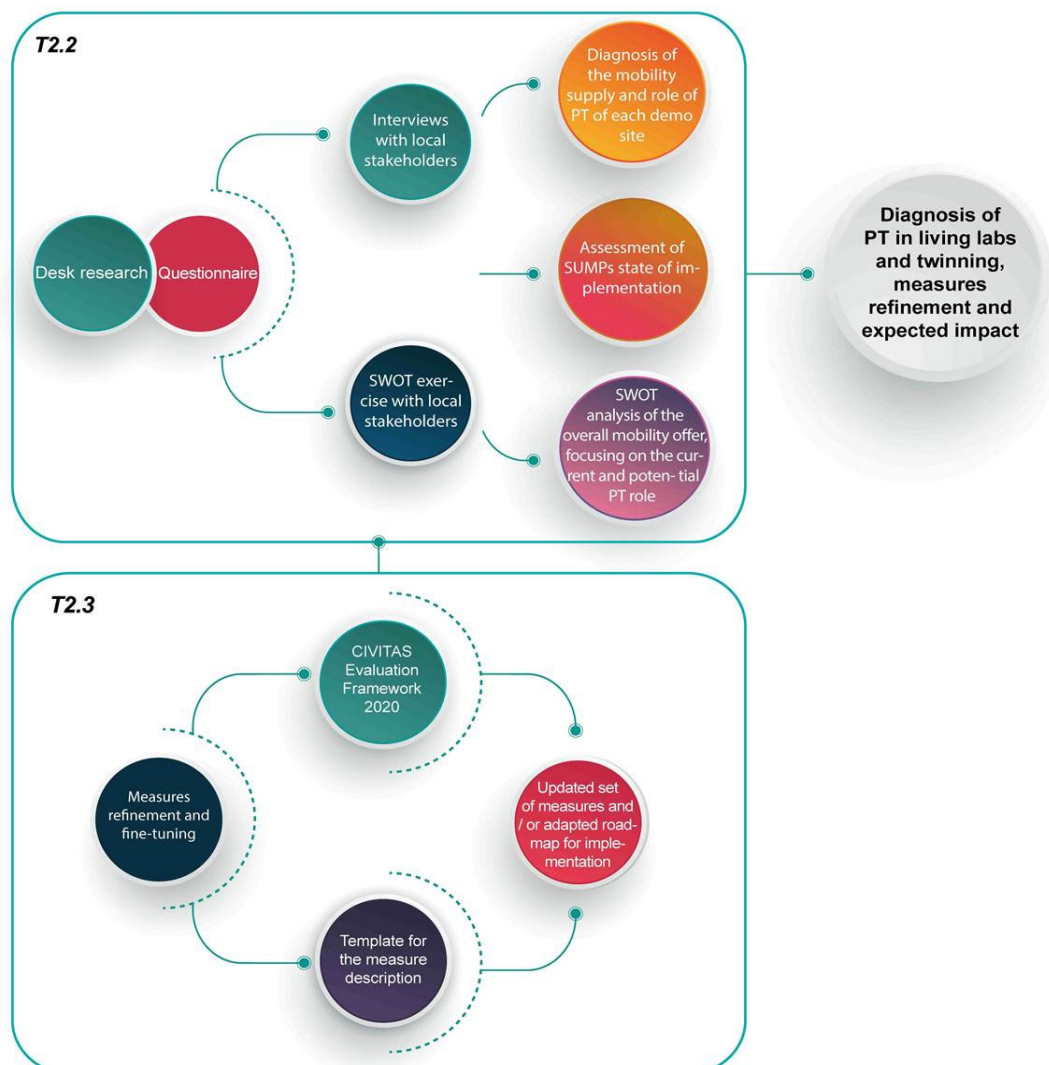 T2.2
Desk research
Questionnaire
Interviews
with local
stakeholders
SWOT exer-
cise with local
stakeholders
Diagnosis of
the mobility
supply and role of
PT of each demo
site
Assessment of
SUMPs state of im-
plementation
SWOT
analysis of the
overall mobility offer,
focusing on the cur-
rent and poten-tial
PT role
Diagnosis of
PT in living labs
and twinning,
measures
refinement and
expected impact
T2.3
Measures
refinement and
fine-tuning
CIVITAS
Evaluation
Framework
2020
Template for
the measure
description
Updated set
of measures and
/ or adapted road-
map for imple-
mentation